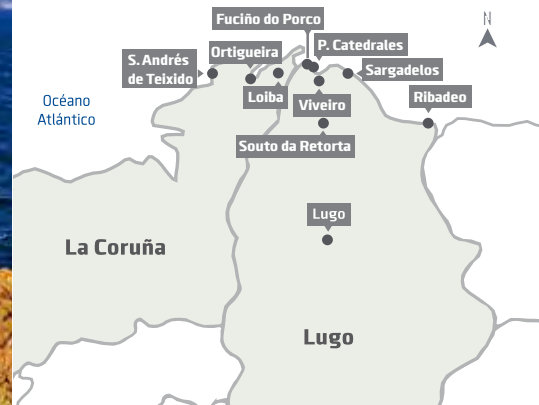 N
Fuciño do Porco
P. Catedrales
Ortigueira
S. Andrés
de Teixido
Sargadelos
Loiba
Viveiro
Ribadeo
Océano
Atlántico
Souto da Retorta
Lugo
La Coruña
Lugo